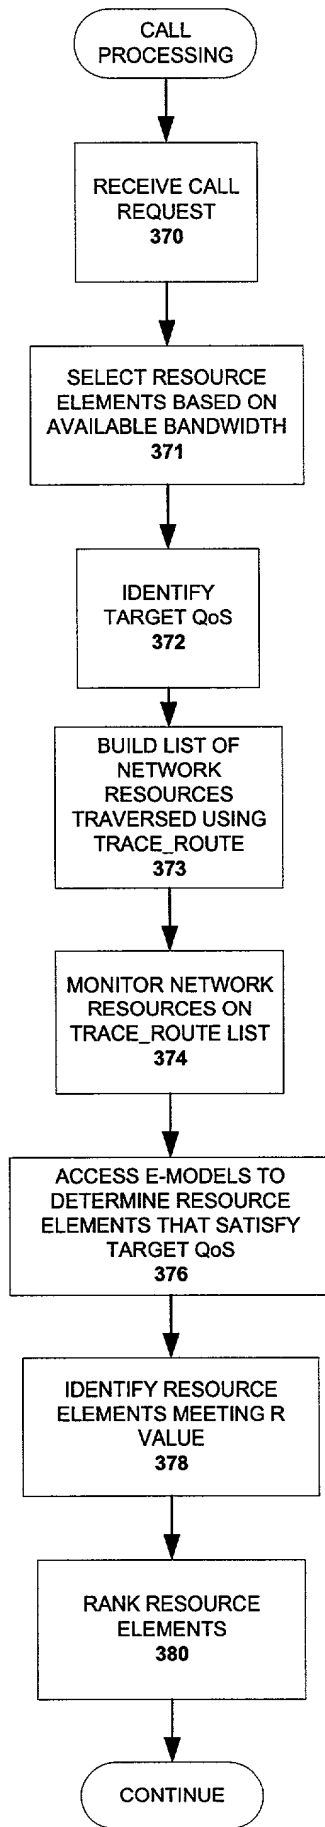 CALL
PROCESSING
RECEIVE CALL
REQUEST
370
SELECT RESOURCE
ELEMENTS BASED ON
AVAILABLE BANDWIDTH
371
IDENTIFY
TARGET QoS
372
BUILD LIST OF
NETWORK
RESOURCES
TRAVERSED USING
TRACE_ROUTE
373
MONITOR NETWORK
RESOURCES ON
TRACE_ROUTE LIST
374
ACCESS E-MODELS TO
DETERMINE RESOURCE
ELEMENTS THAT SATISFY
TARGET QoS
376
IDENTIFY RESOURCE
ELEMENTS MEETING R
VALUE
378
RANK RESOURCE
ELEMENTS
380
CONTINUE